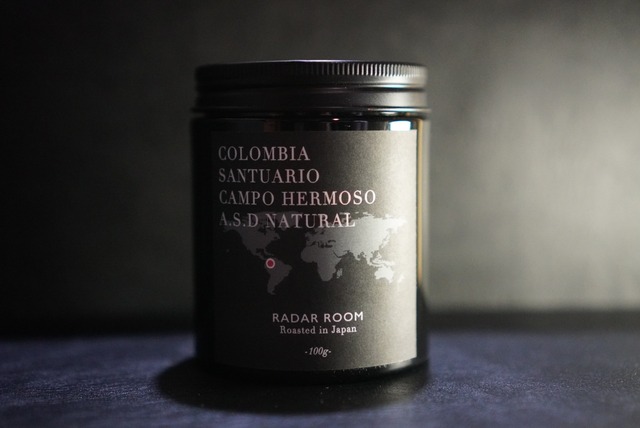 COLOMBIA
SANTUARIO
CAMPO HERMOSO
A.S.D NATURAL
RADAR ROOM
Roasted in Japan
-100g-